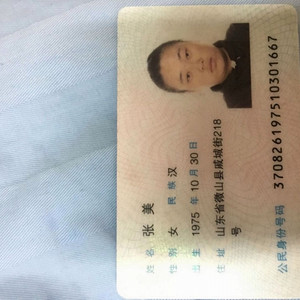 姓名 张美
性别 女 民族 汉
出生 1975 年 10 月 30 日
住址 山东省微山县戚城街218
号
公民身份号码 370826197510301667